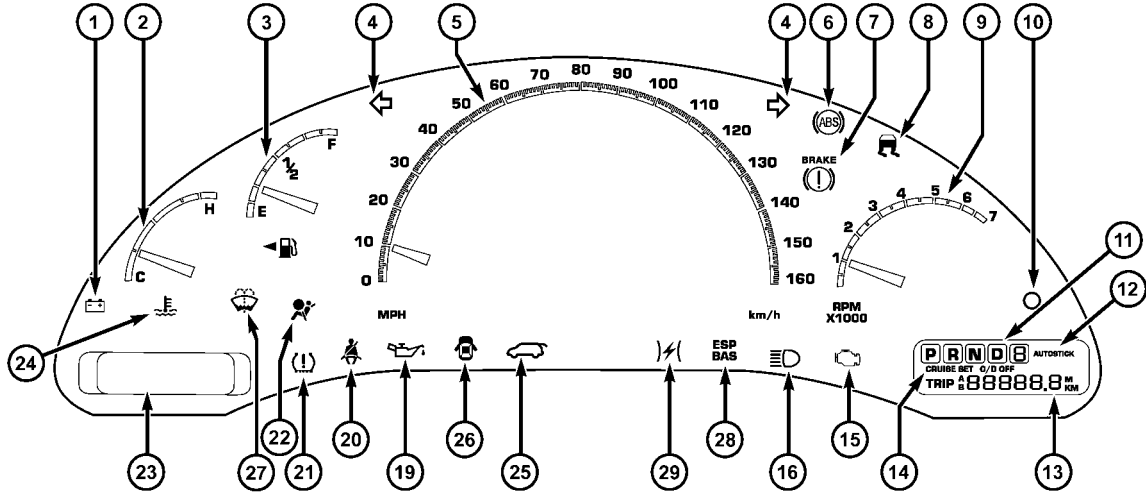 1 2 3 4 5 4 6 7 8 9 10
0 10 20 30 40 50 60 70 80 90 100 110 120 130 140 150 160
MPH
km/h
C H
E 1/2 F
ABS
BRAKE
!
1 2 3 4 5 6 7
RPM
X1000
11
12
24
P R N D 8 AUTOSTICK
CRUISE SET O/D OFF
TRIP A B 88888.8 M KM
ESP
BAS
23 27 22 21 20 19 26 25 29 28 16 15 14 13